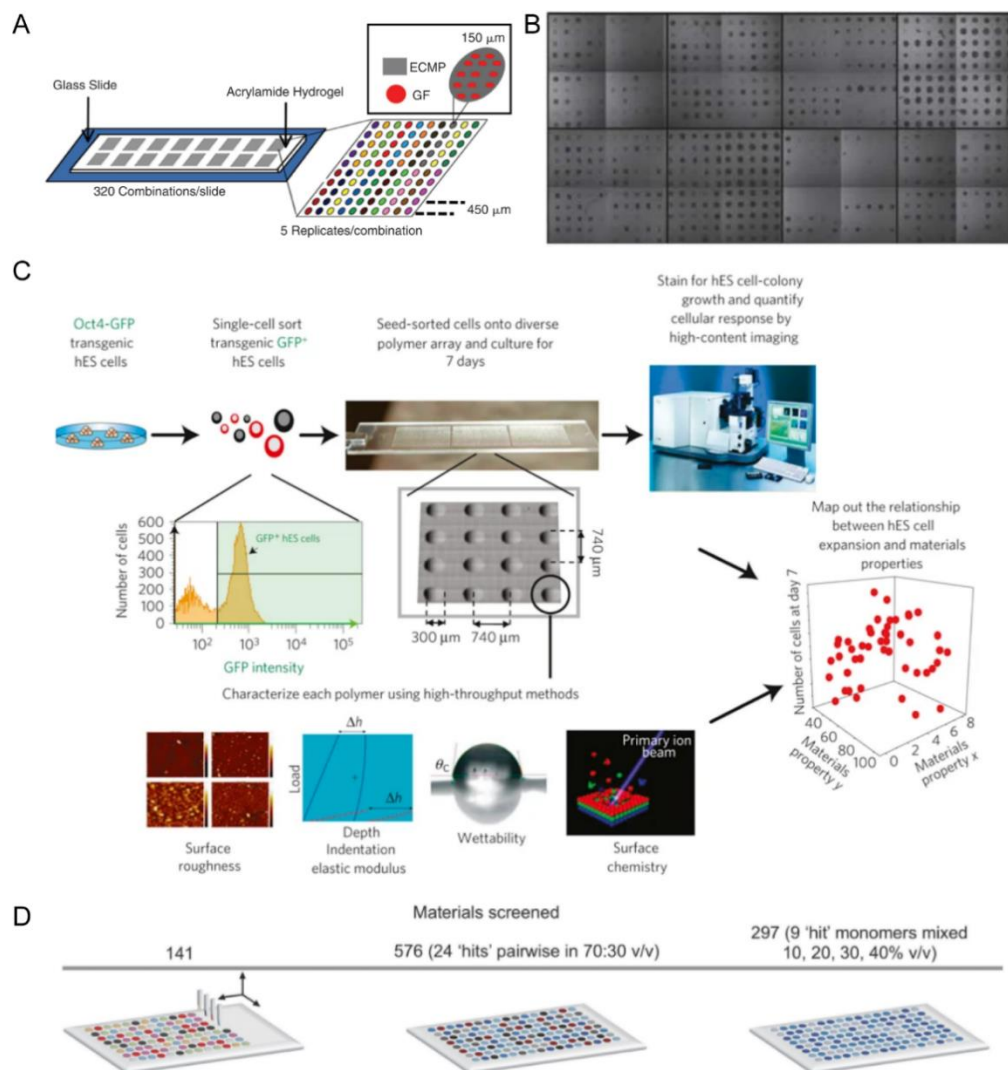 A
Glass Slide
Acrylamide Hydrogel
320 Combinations/slide
150 μm
ECMP
GF
450 μm
5 Replicates/combination
B
C
Oct4-GFP
transgenic
hES cells
Single-cell sort
transgenic GFP⁺
hES cells
Seed-sorted cells onto diverse
polymer array and culture for
7 days
Stain for hES cell-colony
growth and quantify
cellular response by
high-content imaging
Number of cells
600
500
400
300
200
100
0
GFP⁺ hES cells
10²
10³
10⁴
10⁵
GFP intensity
740 μm
300 μm
740 μm
Characterize each polymer using high-throughput methods
Map out the relationship
between hES cell
expansion and materials
properties
Number of cells at day 7
40
60
80
100
Materials
property y
0
2
4
6
8
Materials
property x
Surface
roughness
Load
Δh
Δh
Depth
Indentation
elastic modulus
θC
Wettability
Primary ion
beam
Surface
chemistry
D
Materials screened
141
576 (24 'hits' pairwise in 70:30 v/v)
297 (9 'hit' monomers mixed
10, 20, 30, 40% v/v)